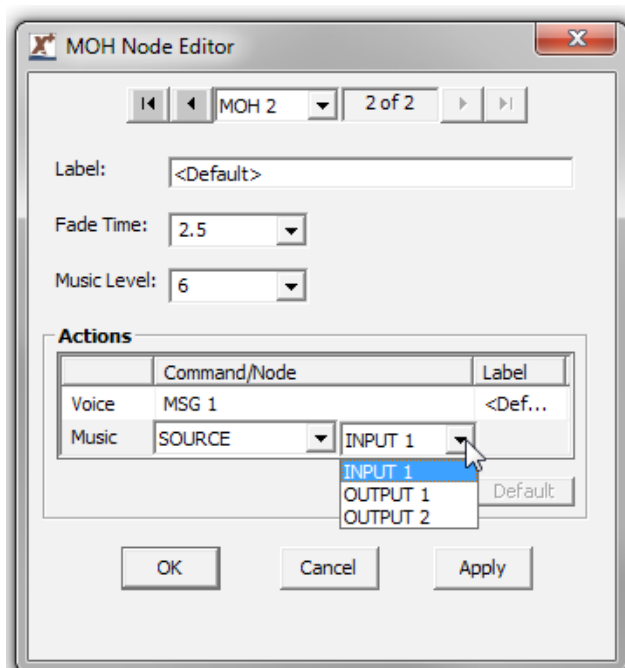 MOH Node Editor
MOH 2 2 of 2
Label: <Default>
Fade Time: 2.5
Music Level: 6
Actions
Command/Node Label
Voice MSG 1 <Def...
Music SOURCE INPUT 1
INPUT 1
OUTPUT 1
OUTPUT 2
Default
OK Cancel Apply